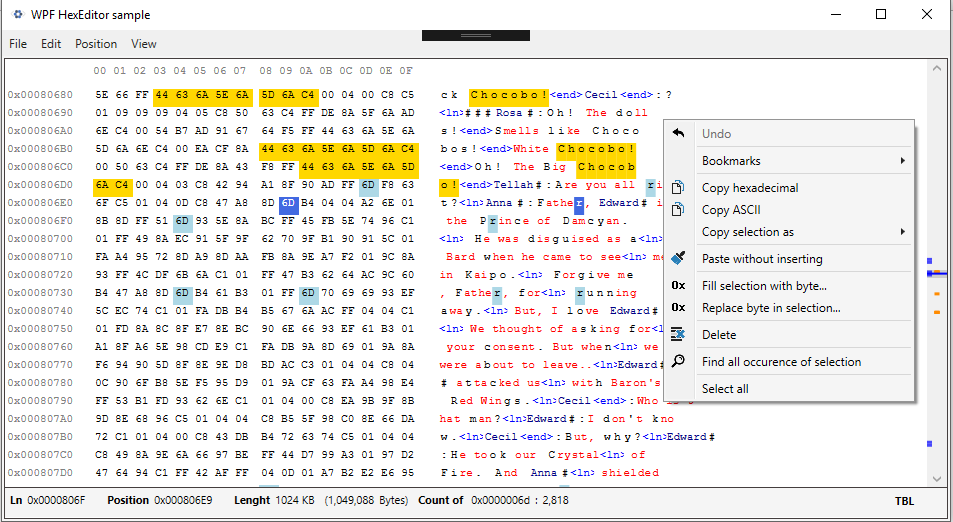 WPF HexEditor sample
File Edit Position View
00 01 02 03 04 05 06 07 08 09 0A 0B 0C 0D 0E 0F
0x00080680 5E 66 FF 44 63 6A 5E 6A 5D 6A C4 00 04 00 C8 C5 ck Chocobo!<end>Cecil<end>:?
0x00080690 01 09 09 09 04 05 C8 50 63 C4 FF DE 8A 5F 6A AD <ln>###Rosa#:Oh! The doll
0x000806A0 6E C4 00 54 B7 AD 91 67 64 F5 FF 44 63 6A 5E 6A s!<end>Smells like Choco
0x000806B0 5D 6A 6E C4 00 EA CF 8A 44 63 6A 5E 6A 5D 6A C4 bos!<end>White Chocobo!
0x000806C0 00 50 63 C4 FF DE 8A 43 F8 FF 44 63 6A 5E 6A 5D <end>Oh! The Big Chocob
0x000806D0 6A C4 00 04 03 C8 42 94 A1 8F 90 AD FF 6D F8 63 o!<end>Tellah#:Are you all ri
0x000806E0 6F C5 01 04 0D C8 47 A8 8D 6D B4 04 04 A2 6E 01 t?<ln>Anna#:Father, Edward# i
0x000806F0 8B 8D FF 51 6D 93 5E 8A BC FF 45 FB 5E 74 96 C1 the Prince of Damcyan.
0x00080700 01 FF 49 8A EC 91 5F 9F 62 70 9F B1 90 91 5C 01 <ln> He was disguised as a<ln>
0x00080710 FA A4 95 72 8D A9 8D AA FB 8A 9E A7 F2 01 9C 8A Bard when he came to see<ln> me
0x00080720 93 FF 4C DF 6B 6A C1 01 FF 47 B3 62 64 AC 9C 60 in Kaipo.<ln> Forgive me
0x00080730 B4 47 A8 8D 6D B4 61 B3 01 FF 6D 70 69 69 93 EF , Father, for<ln> running
0x00080740 5C EC 74 C1 01 FA DB B4 B5 67 6A AC FF 04 04 C1 away.<ln> But, I love Edward#
0x00080750 01 FD 8A 8C 8F E7 8E BC 90 6E 66 93 EF 61 B3 01 <ln> We thought of asking for<l
0x00080760 A1 8F A6 5E 98 CD E9 C1 FA DB 9A 8D 69 01 9A 8A your consent. But when<ln> we
0x00080770 F6 94 90 5D 8F 8E 9E D8 BD AC C3 01 04 04 C8 04 were about to leave..<ln>Edward#
0x00080780 0C 90 6F B8 5E F5 95 D9 01 9A CF 63 FA A4 98 E4 # attacked us<ln> with Baron's
0x00080790 FF 53 B1 FD 93 62 6E C1 01 04 00 C8 EA 9B 9F 8B Red Wings.<ln>Cecil<end>:Who
0x000807A0 9D 8E 68 96 C5 01 04 04 C8 B5 5F 98 C0 8E 66 DA hat man?<ln>Edward#:I don't kno
0x000807B0 72 C1 01 04 00 C8 43 DB B4 72 63 74 C5 01 04 04 w.<ln>Cecil<end>:But, why?<ln>Edward#
0x000807C0 C8 49 8A 9E 6A 66 97 BE FF 44 D7 99 A3 01 97 D2 :He took our Crystal<ln> of
0x000807D0 47 64 94 C1 FF 42 AF FF 04 0D 01 A7 B2 E2 E6 95 Fire. And Anna#<ln> shielded
Undo
Bookmarks
Copy hexadecimal
Copy ASCII
Copy selection as
Paste without inserting
0x Fill selection with byte...
0x Replace byte in selection...
Delete
Find all occurence of selection
Select all
Ln 0x0000806F Position 0x000806E9 Lenght 1024 KB (1,049,088 Bytes) Count of 0x0000006d : 2,818 TBL